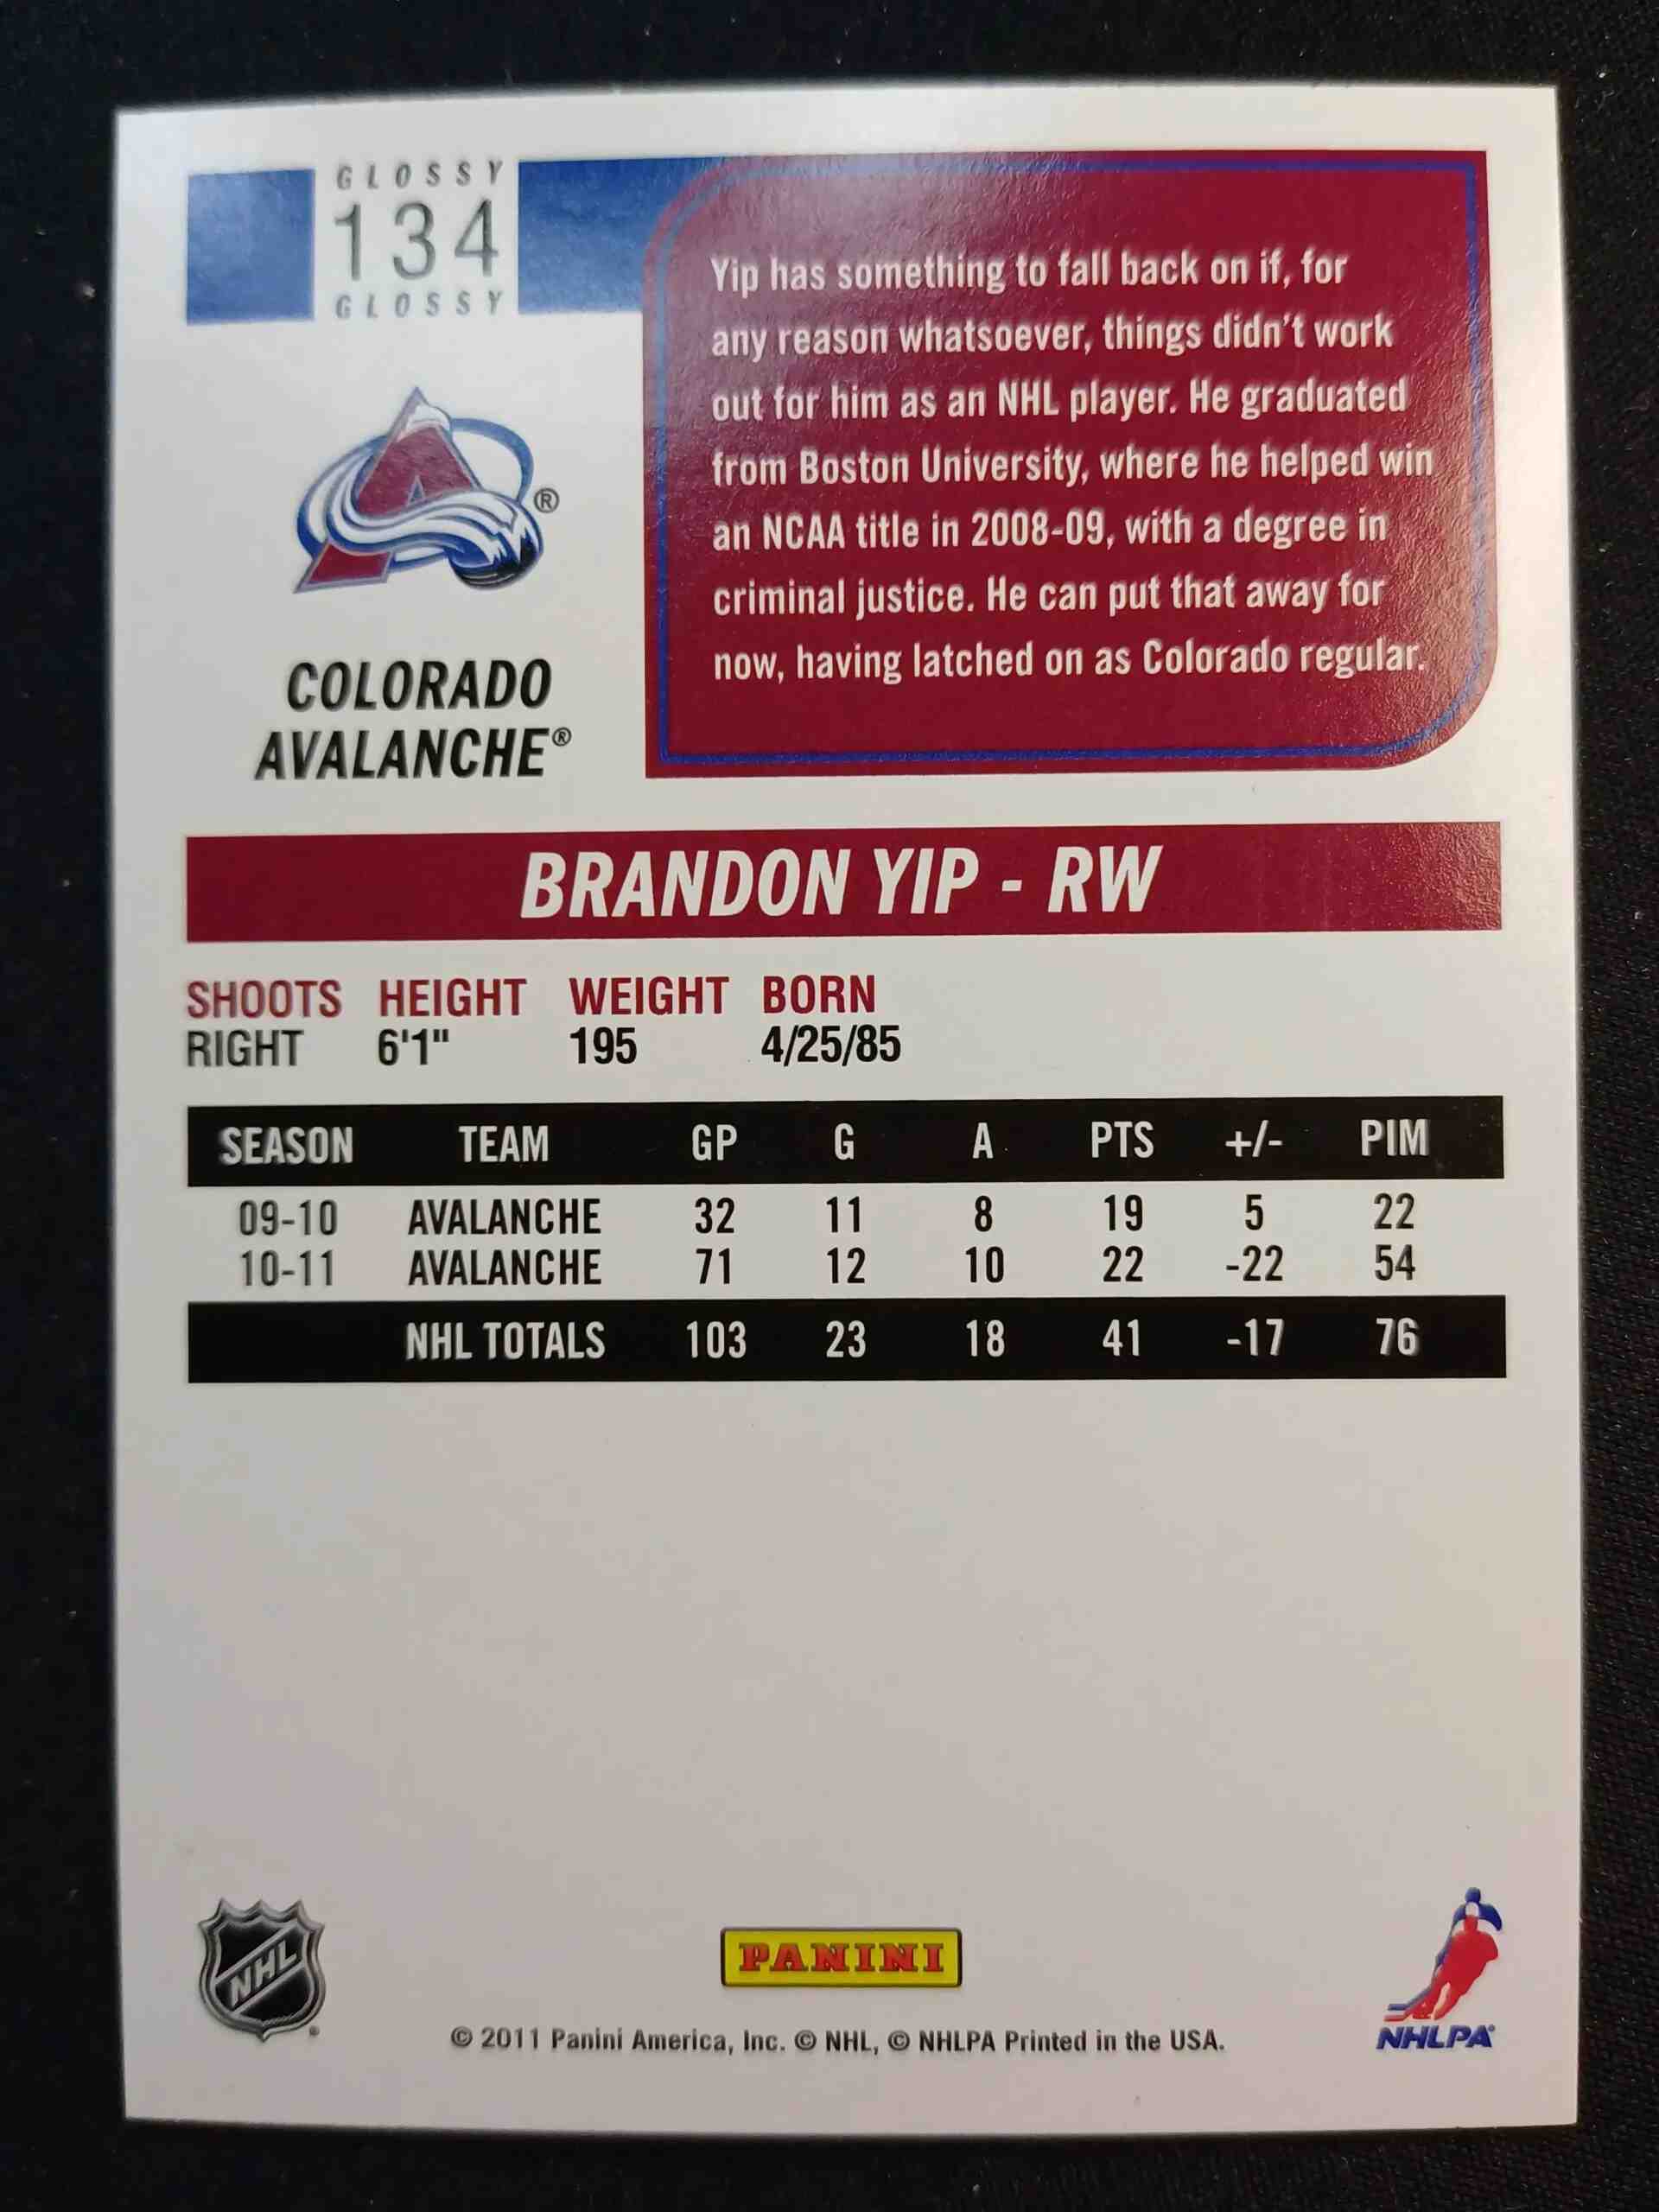 GLOSSY
134
GLOSSY
Yip has something to fall back on if, for
any reason whatsoever, things didn't work
out for him as an NHL player. He graduated
from Boston University, where he helped win
an NCAA title in 2008-09, with a degree in
criminal justice. He can put that away for
now, having latched on as Colorado regular.
®
COLORADO
AVALANCHE®
BRANDON YIP - RW
SHOOTS HEIGHT WEIGHT BORN
RIGHT 6'1" 195 4/25/85
SEASON TEAM GP G A PTS +/- PIM
09-10 AVALANCHE 32 11 8 19 5 22
10-11 AVALANCHE 71 12 10 22 -22 54
NHL TOTALS 103 23 18 41 -17 76
NHL
PANINI
NHLPA
© 2011 Panini America, Inc. © NHL, © NHLPA Printed in the USA.